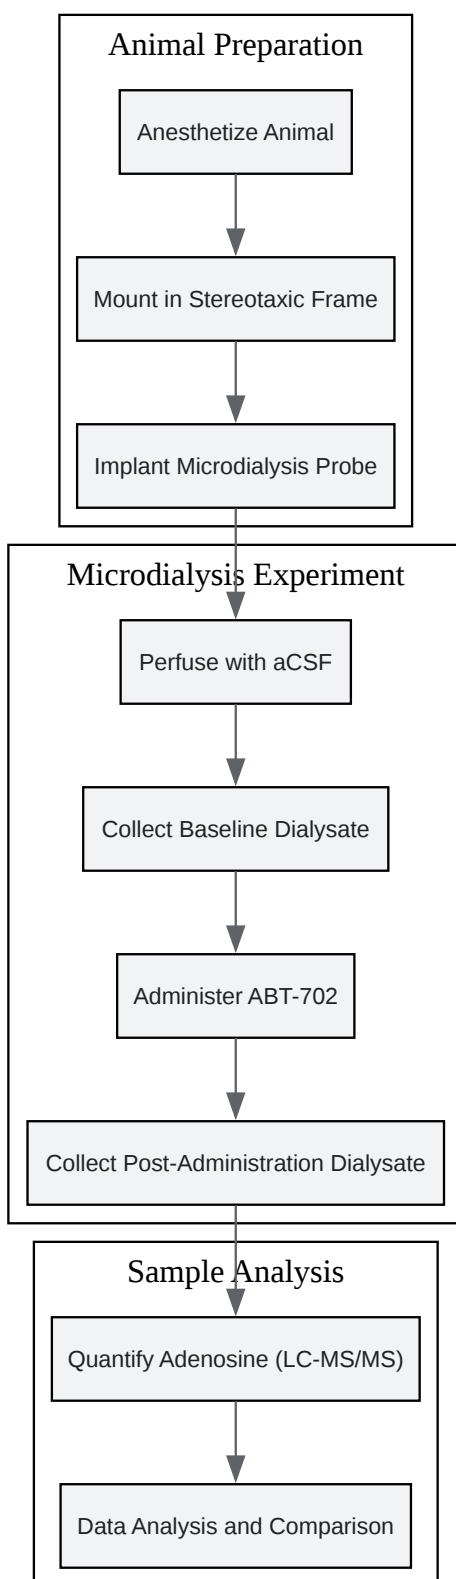 Animal Preparation
Anesthetize Animal
Mount in Stereotaxic Frame
Implant Microdialysis Probe
Microdialysis Experiment
Perfuse with aCSF
Collect Baseline Dialysate
Administer ABT-702
Collect Post-Administration Dialysate
Sample Analysis
Quantify Adenosine (LC-MS/MS)
Data Analysis and Comparison